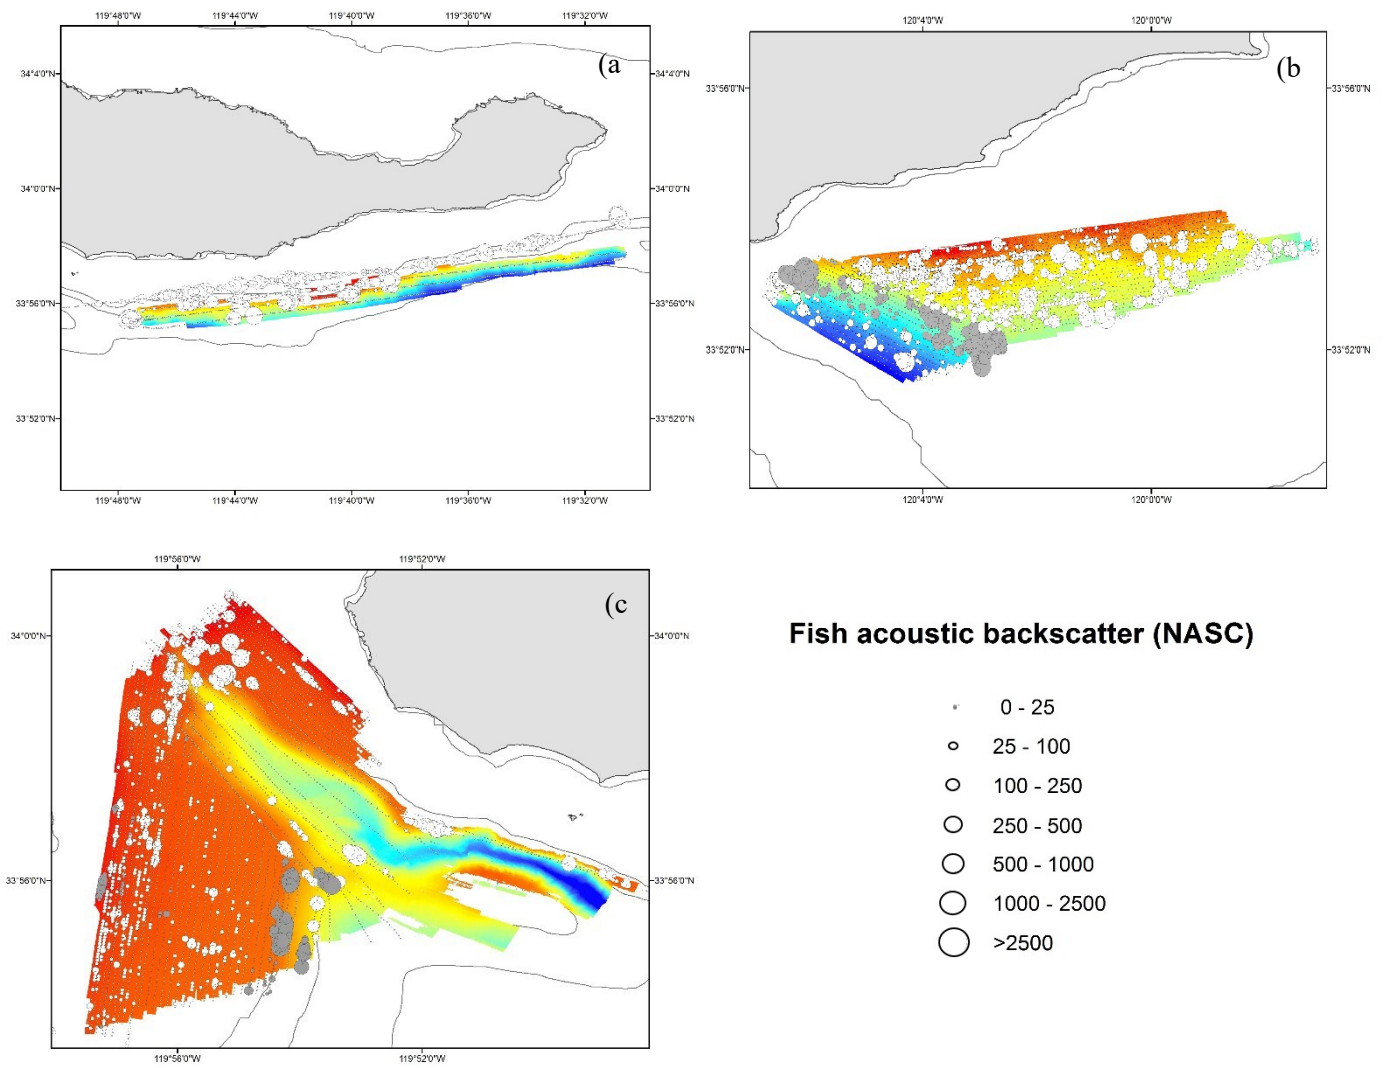 119°48'0"W 119°44'0"W 119°40'0"W 119°36'0"W 119°32'0"W
(a
34°4'0"N 34°4'0"N
34°0'0"N 34°0'0"N
33°56'0"N 33°56'0"N
33°52'0"N 33°52'0"N
119°48'0"W 119°44'0"W 119°40'0"W 119°36'0"W 119°32'0"W
120°4'0"W 120°0'0"W
(b
33°56'0"N 33°56'0"N
33°52'0"N 33°52'0"N
120°4'0"W 120°0'0"W
119°56'0"W 119°52'0"W
(c
34°0'0"N 34°0'0"N
33°56'0"N 33°56'0"N
119°56'0"W 119°52'0"W
Fish acoustic backscatter (NASC)
0 - 25
25 - 100
100 - 250
250 - 500
500 - 1000
1000 - 2500
>2500